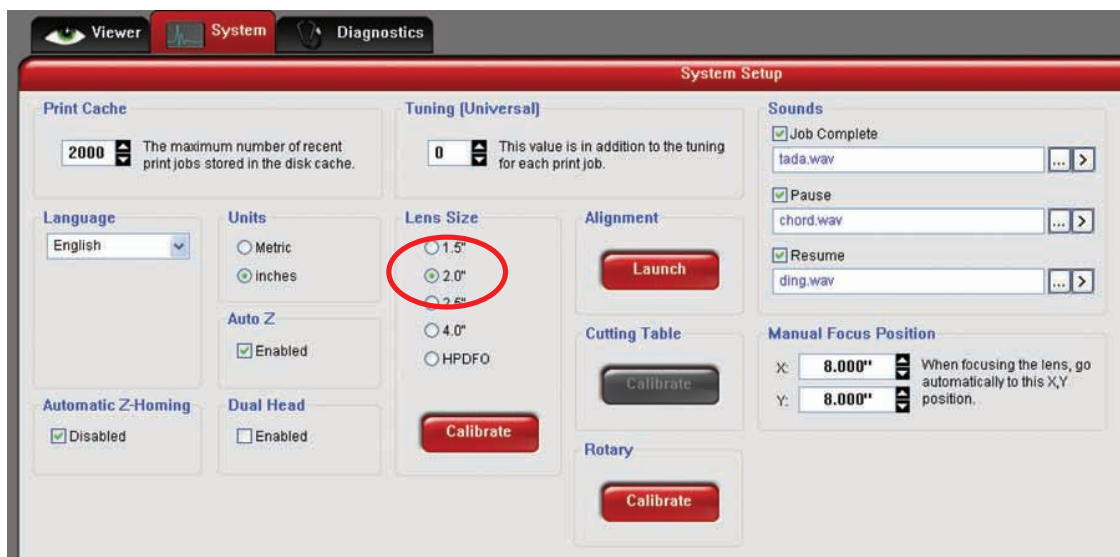 Viewer
System
Diagnostics
System Setup
Print Cache
2000
The maximum number of recent
print jobs stored in the disk cache.
Tuning (Universal)
0
This value is in addition to the tuning
for each print job.
Sounds
Job Complete
tada.wav
...
>
Pause
chord.wav
...
>
Resume
ding.wav
...
>
Language
English
Units
Metric
inches
Auto Z
Enabled
Lens Size
1.5"
2.0"
2.5"
4.0"
HPDFO
Calibrate
Alignment
Launch
Cutting Table
Calibrate
Manual Focus Position
X: 8.000"
Y: 8.000"
When focusing the lens, go
automatically to this X,Y
position.
Automatic Z-Homing
Disabled
Dual Head
Enabled
Rotary
Calibrate